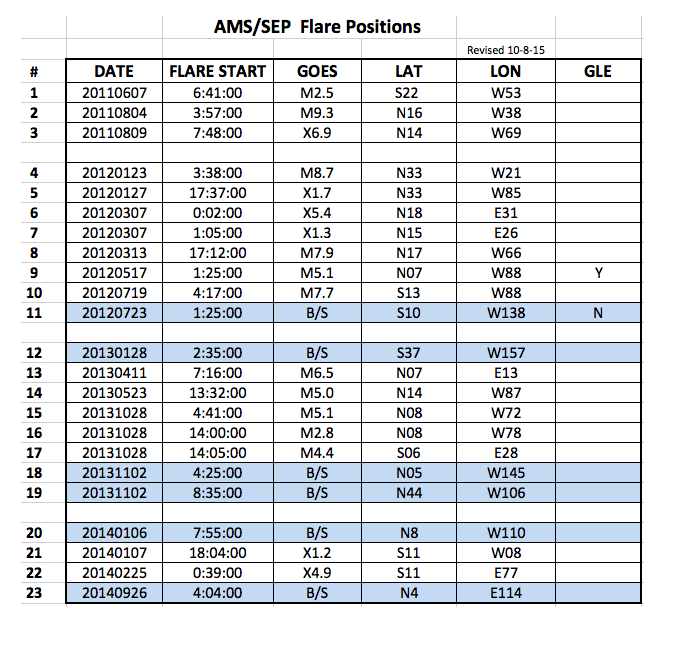 AMS/SEP Flare Positions
Revised 10-8-15
# DATE FLARE START GOES LAT LON GLE
1 20110607 6:41:00 M2.5 S22 W53
2 20110804 3:57:00 M9.3 N16 W38
3 20110809 7:48:00 X6.9 N14 W69
4 20120123 3:38:00 M8.7 N33 W21
5 20120127 17:37:00 X1.7 N33 W85
6 20120307 0:02:00 X5.4 N18 E31
7 20120307 1:05:00 X1.3 N15 E26
8 20120313 17:12:00 M7.9 N17 W66
9 20120517 1:25:00 M5.1 N07 W88 Y
10 20120719 4:17:00 M7.7 S13 W88
11 20120723 1:25:00 B/S S10 W138 N
12 20130128 2:35:00 B/S S37 W157
13 20130411 7:16:00 M6.5 N07 E13
14 20130523 13:32:00 M5.0 N14 W87
15 20131028 4:41:00 M5.1 N08 W72
16 20131028 14:00:00 M2.8 N08 W78
17 20131028 14:05:00 M4.4 S06 E28
18 20131102 4:25:00 B/S N05 W145
19 20131102 8:35:00 B/S N44 W106
20 20140106 7:55:00 B/S N8 W110
21 20140107 18:04:00 X1.2 S11 W08
22 20140225 0:39:00 X4.9 S11 E77
23 20140926 4:04:00 B/S N4 E114